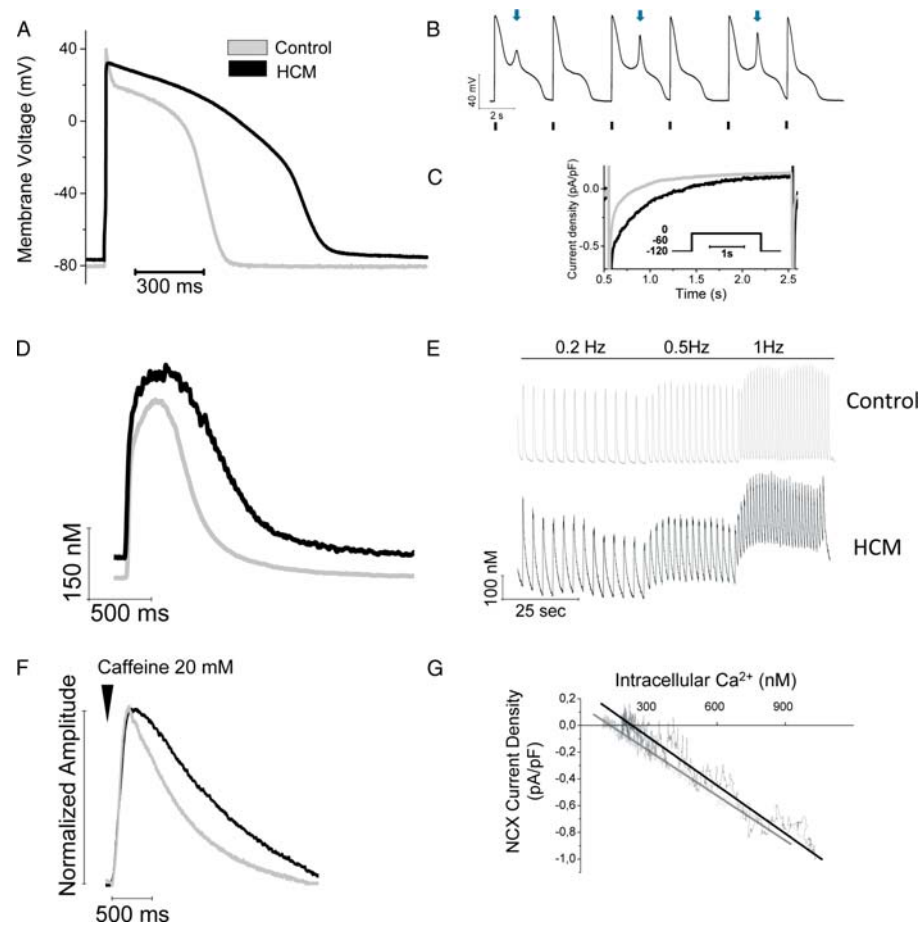 A
Membrane Voltage (mV)
40
0
-40
-80
Control
HCM
300 ms
B
40 mV
2 s
C
Current density (pA/pF)
0.0
-0.5
0
-60
-120
1s
0.5 1.0 1.5 2.0 2.5
Time (s)
D
150 nM
500 ms
E
0.2 Hz 0.5Hz 1Hz
Control
HCM
100 nM
25 sec
F
Caffeine 20 mM
Normalized Amplitude
500 ms
G
Intracellular Ca²⁺ (nM)
300 600 900
NCX Current Density
(pA/pF)
0,2
0,0
-0,2
-0,4
-0,6
-0,8
-1,0